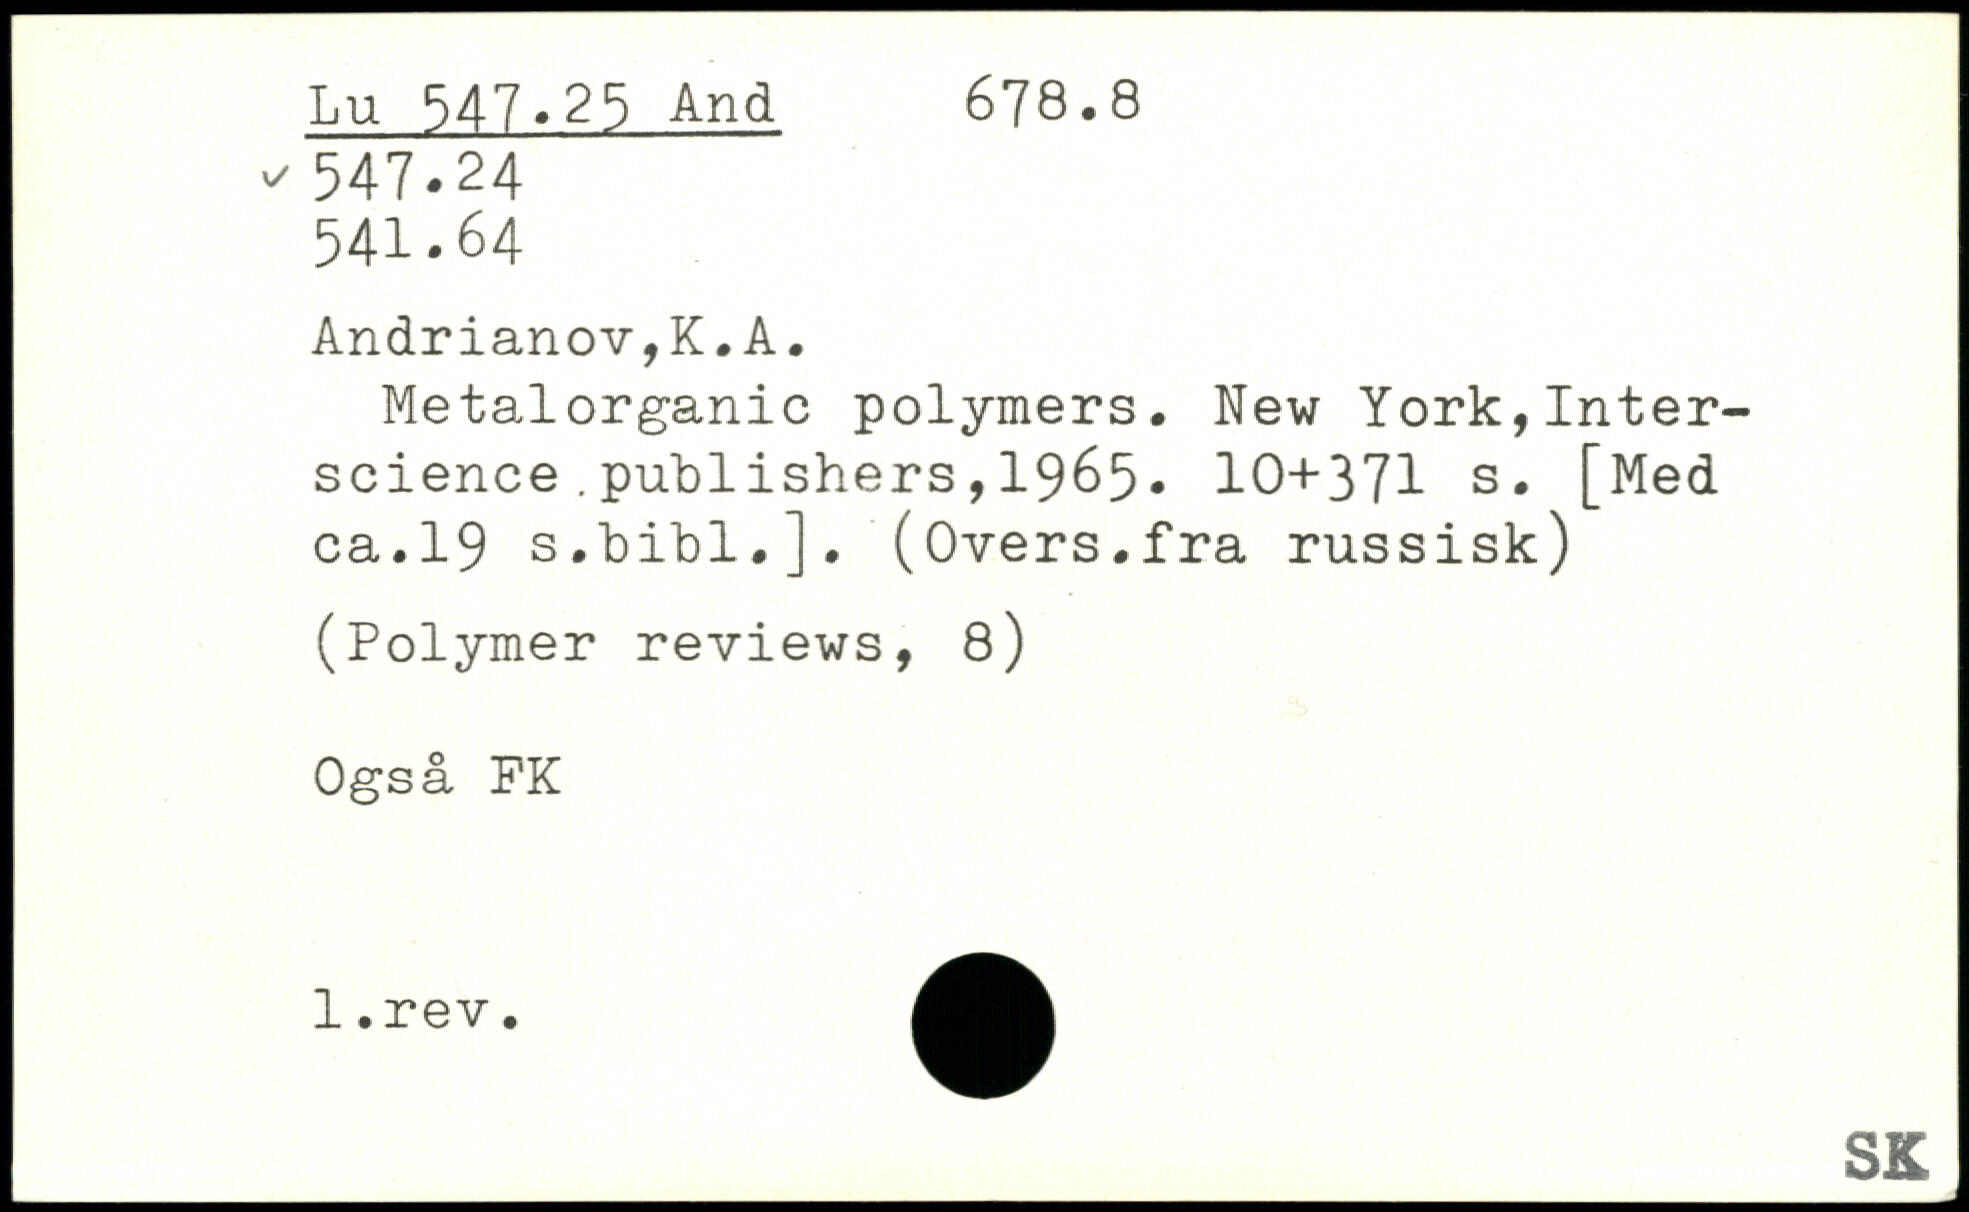 Lu 547.25 And 678.8
✓ 547.24
541.64
Andrianov,K.A.
Metalorganic polymers. New York,Inter-
science publishers,1965. 10+371 s. [Med
ca.19 s.bibl.]. (Overs.fra russisk)
(Polymer reviews, 8)
Også FK
1.rev.
SK